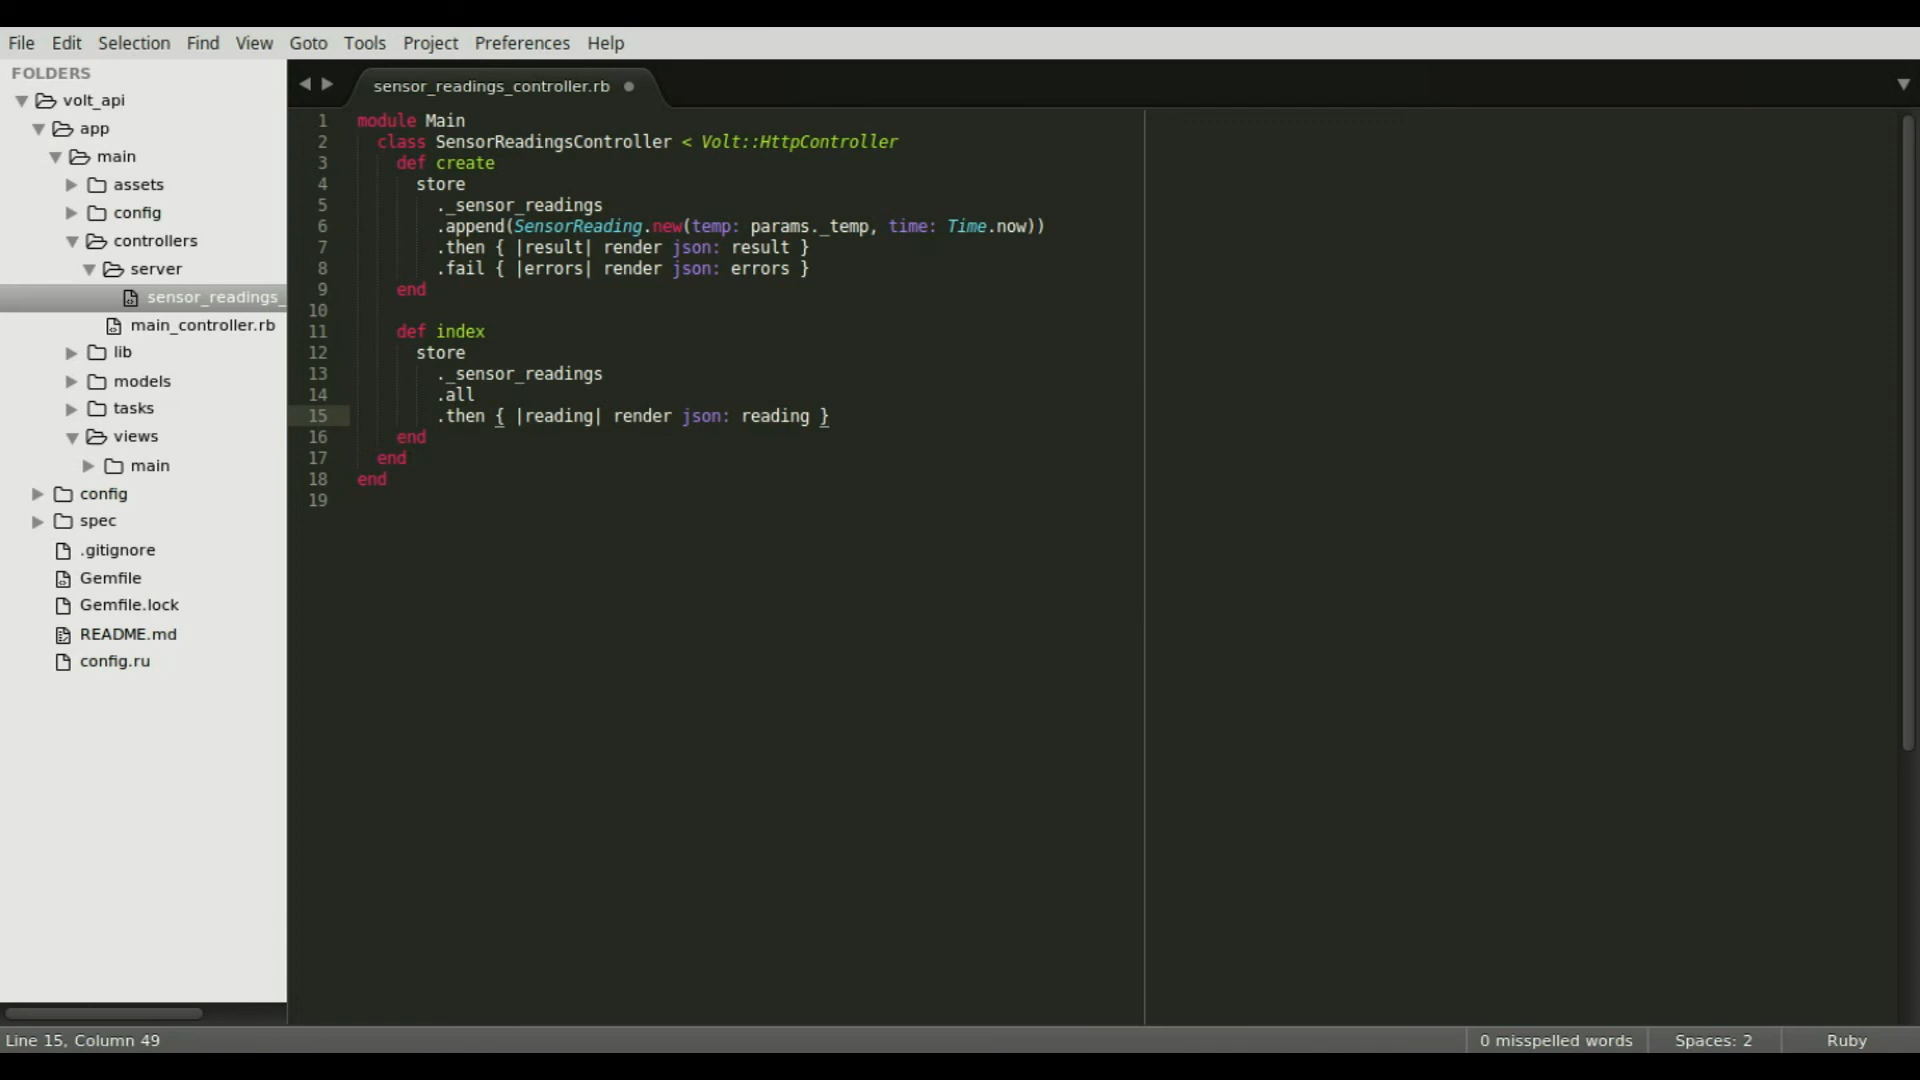 File Edit Selection Find View Goto Tools Project Preferences Help
FOLDERS
volt_api
app
main
assets
config
controllers
server
sensor_readings_
main_controller.rb
lib
models
tasks
views
main
config
spec
.gitignore
Gemfile
Gemfile.lock
README.md
config.ru
sensor_readings_controller.rb
1 module Main
2   class SensorReadingsController < Volt::HttpController
3     def create
4       store
5         ._sensor_readings
6         .append(SensorReading.new(temp: params._temp, time: Time.now))
7         .then { |result| render json: result }
8         .fail { |errors| render json: errors }
9     end
10
11     def index
12       store
13         ._sensor_readings
14         .all
15         .then { |reading| render json: reading }
16     end
17   end
18 end
19
Line 15, Column 49 0 misspelled words Spaces: 2 Ruby